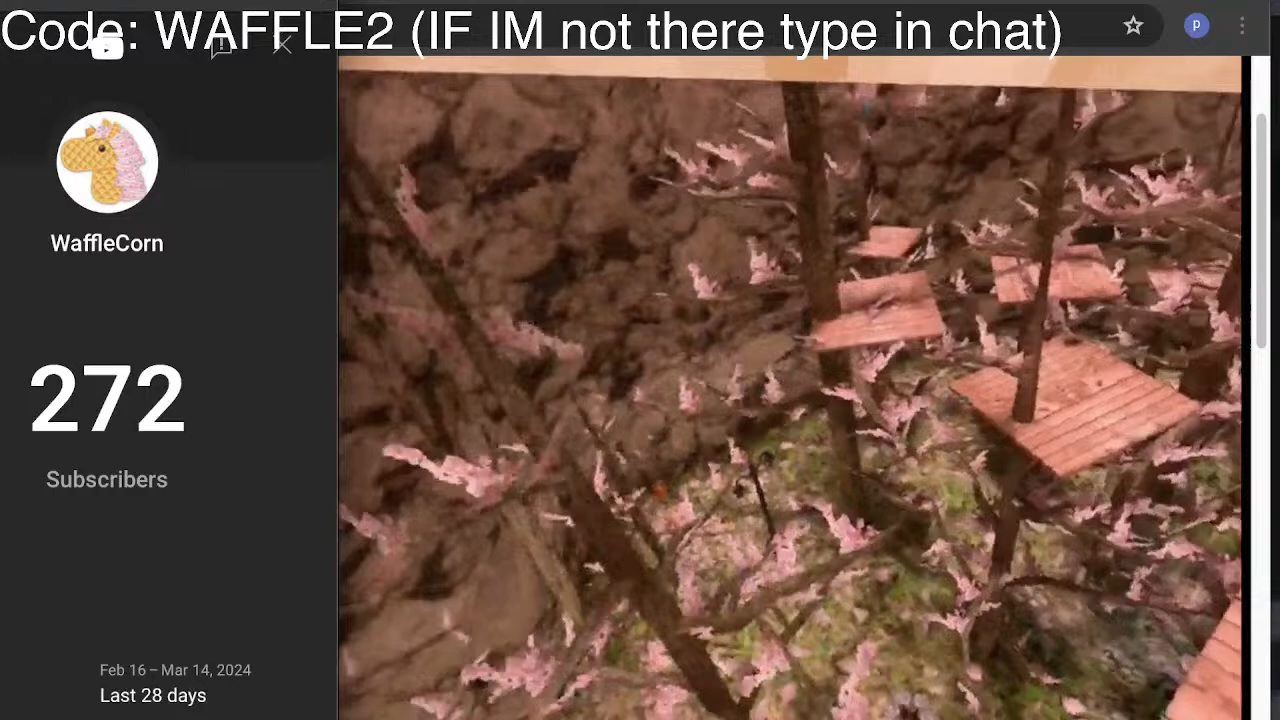 Code: WAFFLE2 (IF IM not there type in chat)
P
WaffleCorn
272
Subscribers
Feb 16 – Mar 14, 2024
Last 28 days